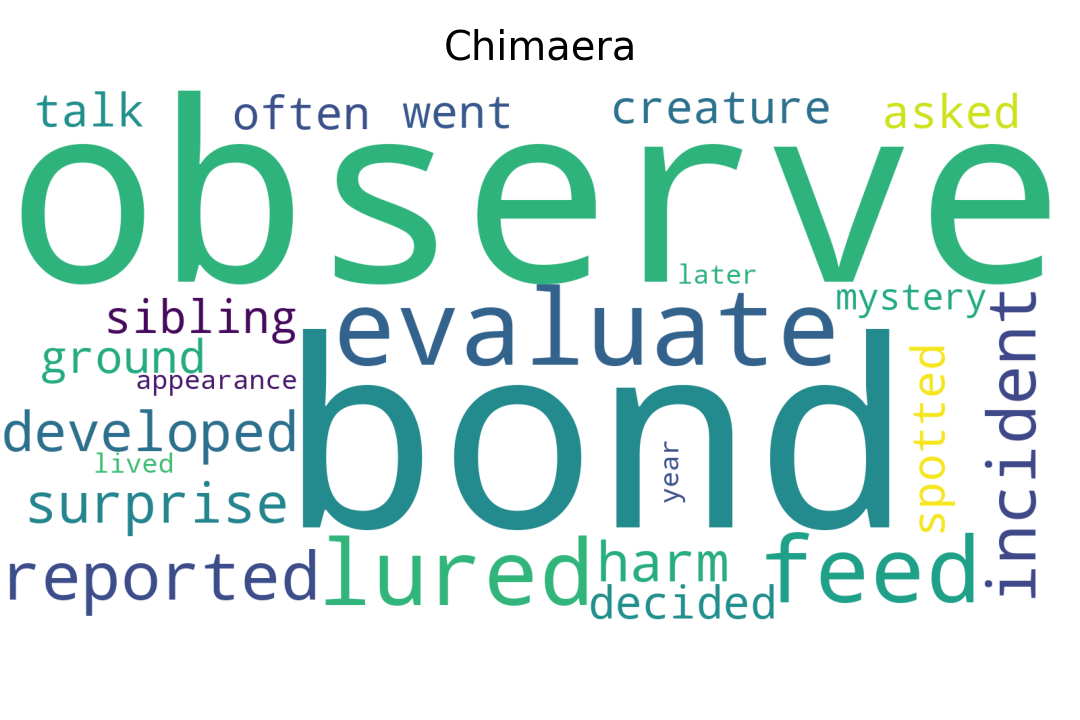 Chimaera
talk
often
went
creature
asked
observe
later
mystery
sibling
evaluate
incident
ground
appearance
bond
spotted
developed
year
lived
surprise
reported
lured
harm
feed
decided